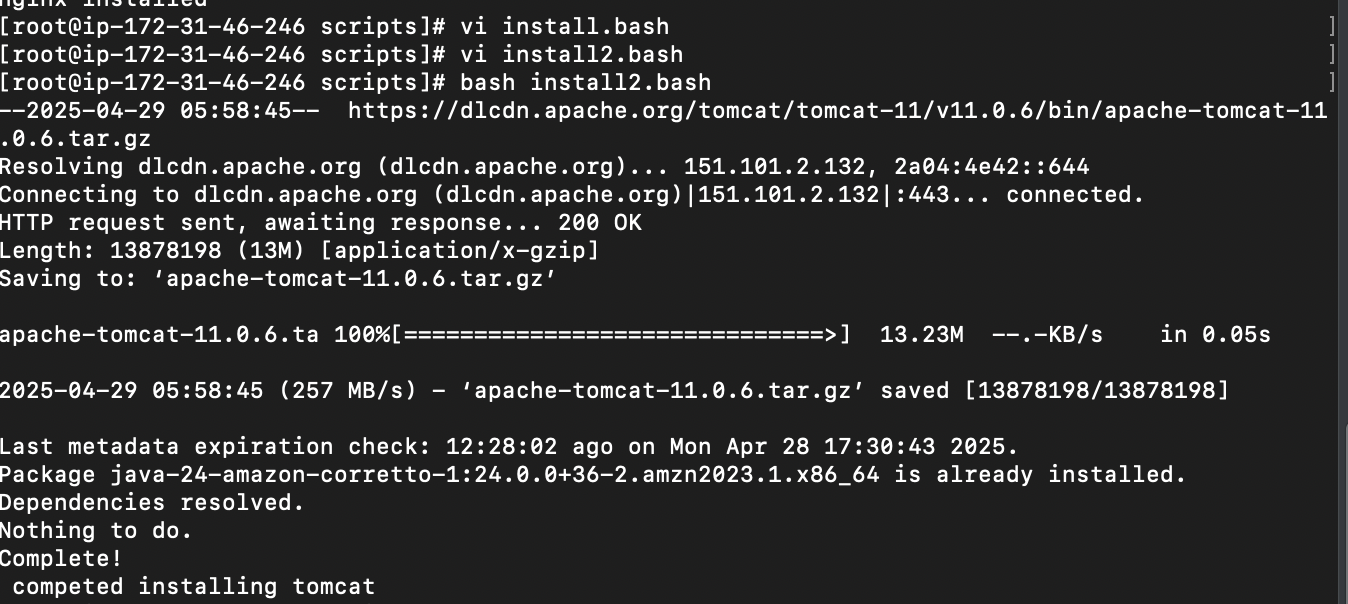 nginx installed
[root@ip-172-31-46-246 scripts]# vi install.bash ]
[root@ip-172-31-46-246 scripts]# vi install2.bash ]
[root@ip-172-31-46-246 scripts]# bash install2.bash ]
--2025-04-29 05:58:45--  https://dlcdn.apache.org/tomcat/tomcat-11/v11.0.6/bin/apache-tomcat-11
.0.6.tar.gz
Resolving dlcdn.apache.org (dlcdn.apache.org)... 151.101.2.132, 2a04:4e42::644
Connecting to dlcdn.apache.org (dlcdn.apache.org)|151.101.2.132|:443... connected.
HTTP request sent, awaiting response... 200 OK
Length: 13878198 (13M) [application/x-gzip]
Saving to: ‘apache-tomcat-11.0.6.tar.gz’
apache-tomcat-11.0.6.ta 100%[==============================>]  13.23M  --.-KB/s    in 0.05s
2025-04-29 05:58:45 (257 MB/s) - ‘apache-tomcat-11.0.6.tar.gz’ saved [13878198/13878198]
Last metadata expiration check: 12:28:02 ago on Mon Apr 28 17:30:43 2025.
Package java-24-amazon-corretto-1:24.0.0+36-2.amzn2023.1.x86_64 is already installed.
Dependencies resolved.
Nothing to do.
Complete!
 competed installing tomcat